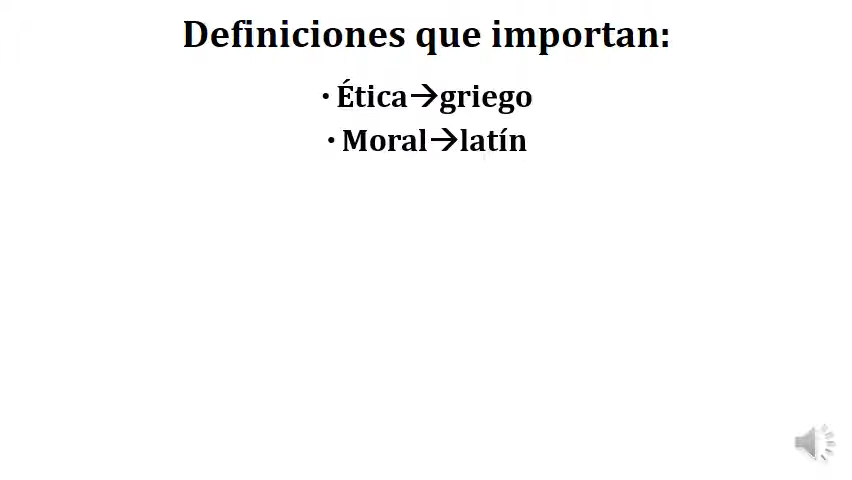 Definiciones que importan:
• Ética→griego
• Moral→latín